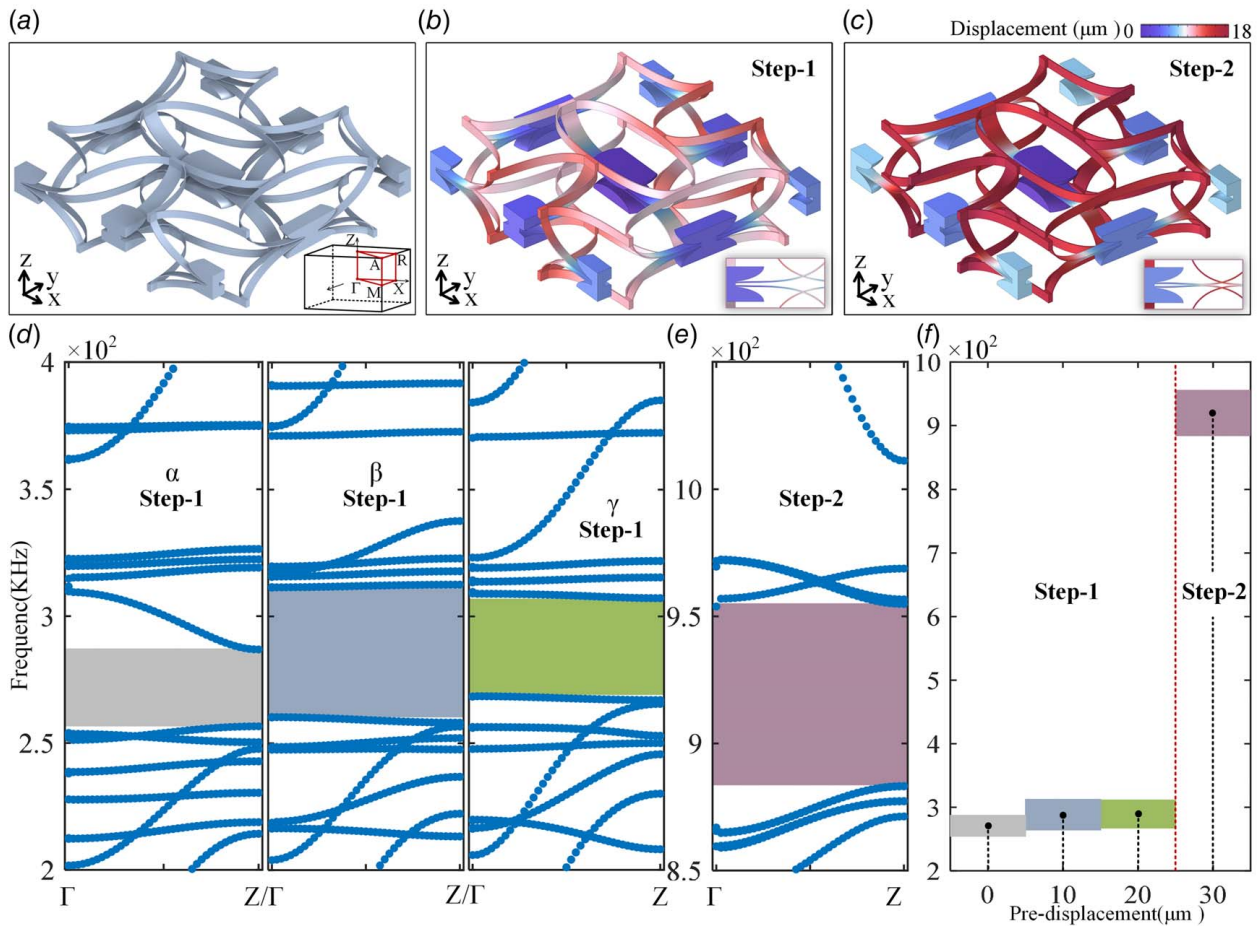 (a)
(b)
(c)
Displacement (μm) 0 18
Step-1
Step-2
z
y
x
Z
A
R
Γ
M
X
z
y
x
z
y
x
(d)
×10²
(e)
×10²
(f)
×10²
Frequenc(KHz)
4
3.5
3
2.5
2
α
Step-1
β
Step-1
γ
Step-1
Γ
Z/Γ
Z/Γ
Z
10
9.5
9
8.5
Step-2
Γ
Z
10
9
8
7
6
5
4
3
2
Step-1
Step-2
0
10
20
30
Pre-displacement(μm)